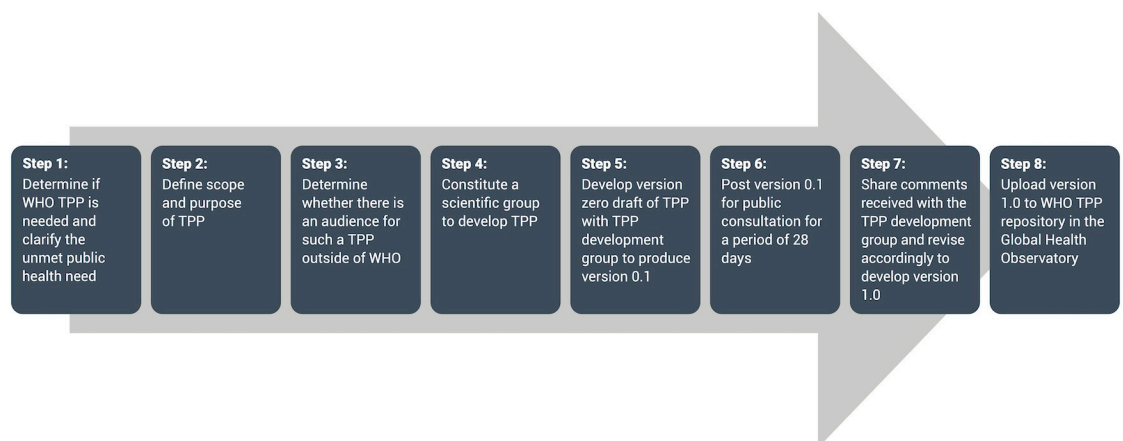 Step 1:
Determine if
WHO TPP is
needed and
clarify the
unmet public
health need
Step 2:
Define scope
and purpose
of TPP
Step 3:
Determine
whether there is
an audience for
such a TPP
outside of WHO
Step 4:
Constitute a
scientific group
to develop TPP
Step 5:
Develop version
zero draft of TPP
with TPP
development
group to produce
version 0.1
Step 6:
Post version 0.1
for public
consultation for
a period of 28
days
Step 7:
Share comments
received with the
TPP development
group and revise
accordingly to
develop version
1.0
Step 8:
Upload version
1.0 to WHO TPP
repository in the
Global Health
Observatory